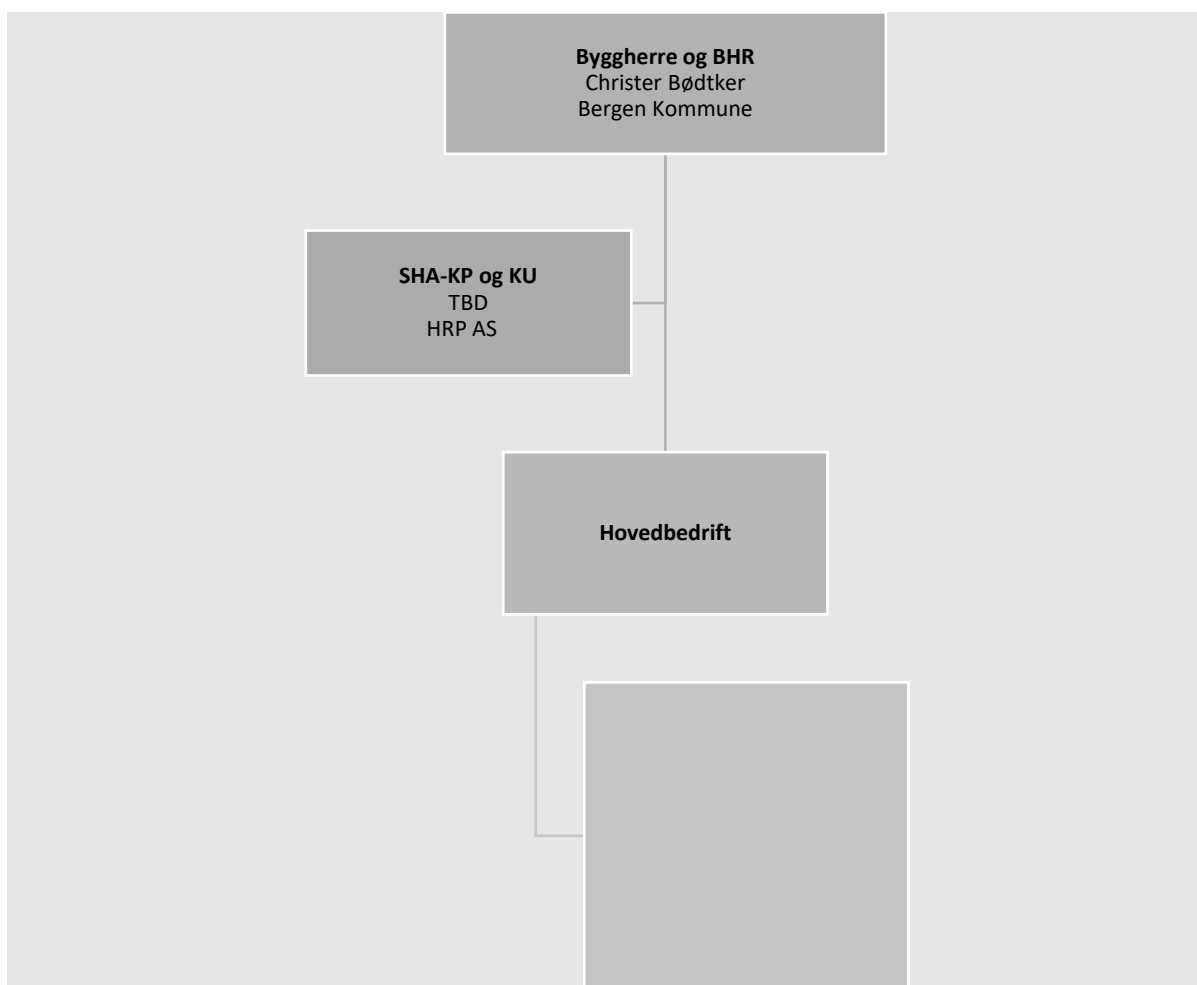 Byggherre og BHR
Christer Bødtker
Bergen Kommune
SHA-KP og KU
TBD
HRP AS
Hovedbedrift